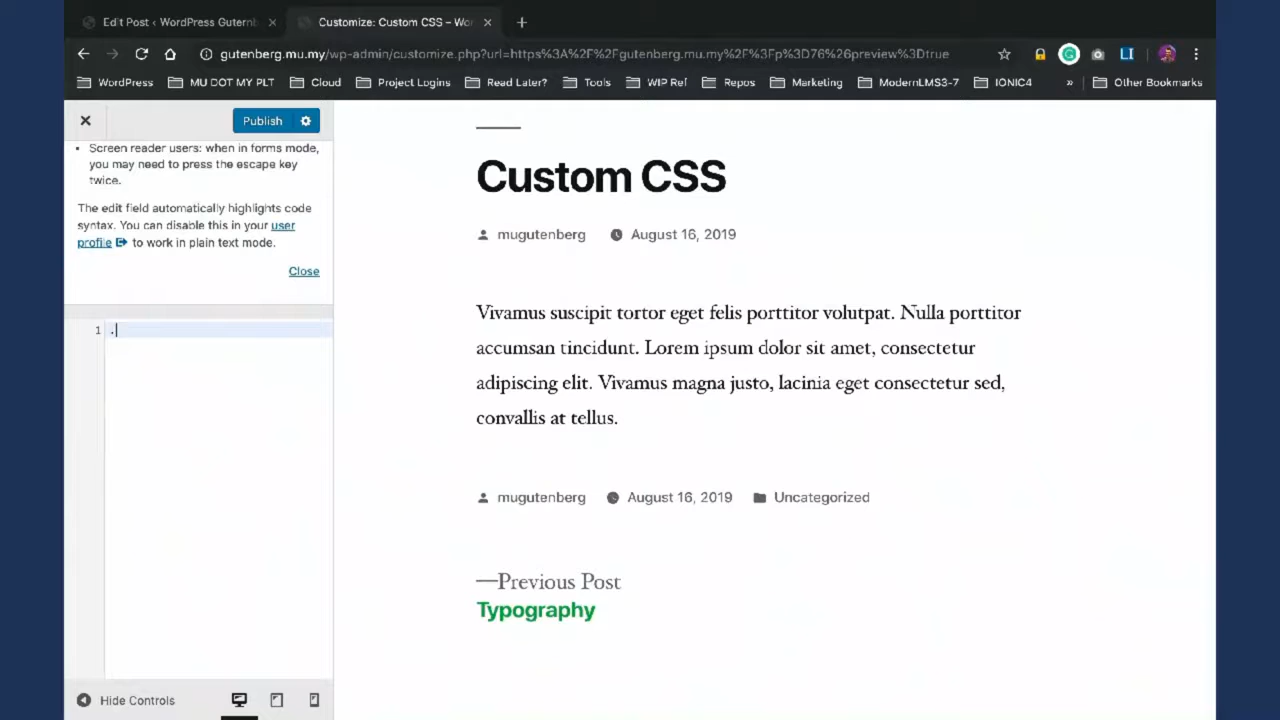 Edit Post ‹ WordPress Gutenb
Customize: Custom CSS – Wor
gutenberg.mu.my/wp-admin/customize.php?url=https%3A%2F%2Fgutenberg.mu.my%2F%3Fp%3D76%26preview%3Dtrue
WordPress MU DOT MY PLT Cloud Project Logins Read Later? Tools WIP Ref Repos Marketing ModernLMS3-7 IONIC4 » Other Bookmarks
Publish
• Screen reader users: when in forms mode,
you may need to press the escape key
twice.
The edit field automatically highlights code
syntax. You can disable this in your user
profile to work in plain text mode.
Close
1 .
Hide Controls
Custom CSS
mugutenberg August 16, 2019
Vivamus suscipit tortor eget felis porttitor volutpat. Nulla porttitor
accumsan tincidunt. Lorem ipsum dolor sit amet, consectetur
adipiscing elit. Vivamus magna justo, lacinia eget consectetur sed,
convallis at tellus.
mugutenberg August 16, 2019 Uncategorized
—Previous Post
Typography